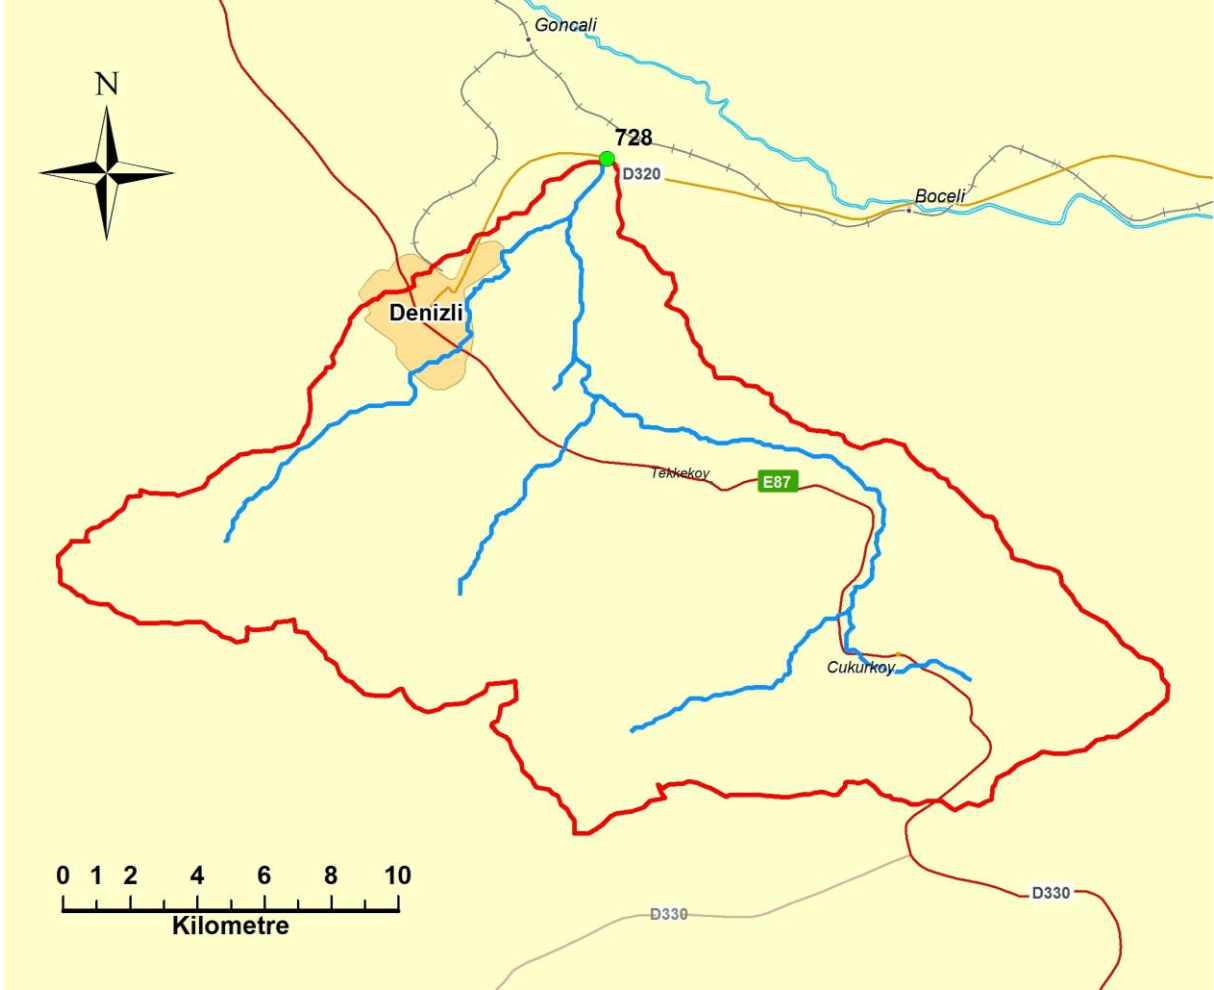 Goncali
N
728
D320
Boceli
Denizli
Tekkekoy
E87
Cukurkoy
0 1 2 4 6 8 10
Kilometre
D330
D330